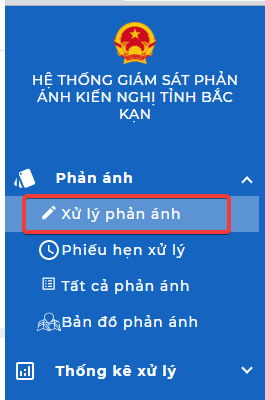 HỆ THỐNG GIÁM SÁT PHẢN
ÁNH KIẾN NGHỊ TỈNH BẮC
KẠN
Phản ánh
Xử lý phản ánh
Phiếu hẹn xử lý
Tất cả phản ánh
Bản đồ phản ánh
Thống kê xử lý